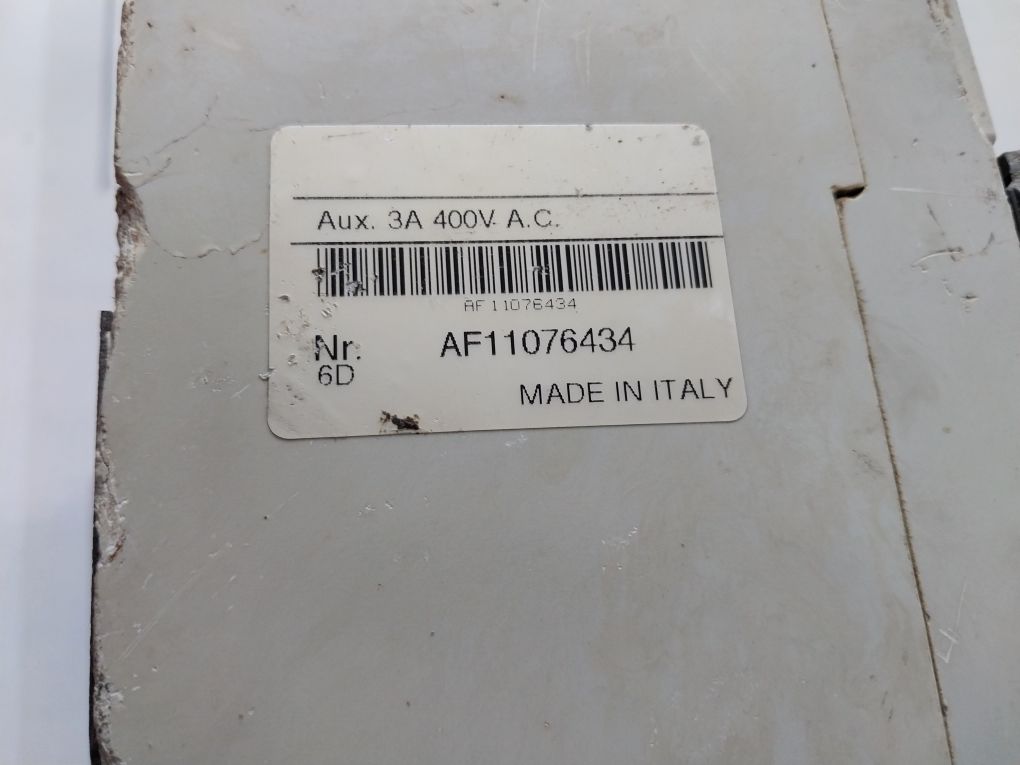 Aux. 3A 400V A.C.
AF11076434
Nr. AF11076434
6D
MADE IN ITALY